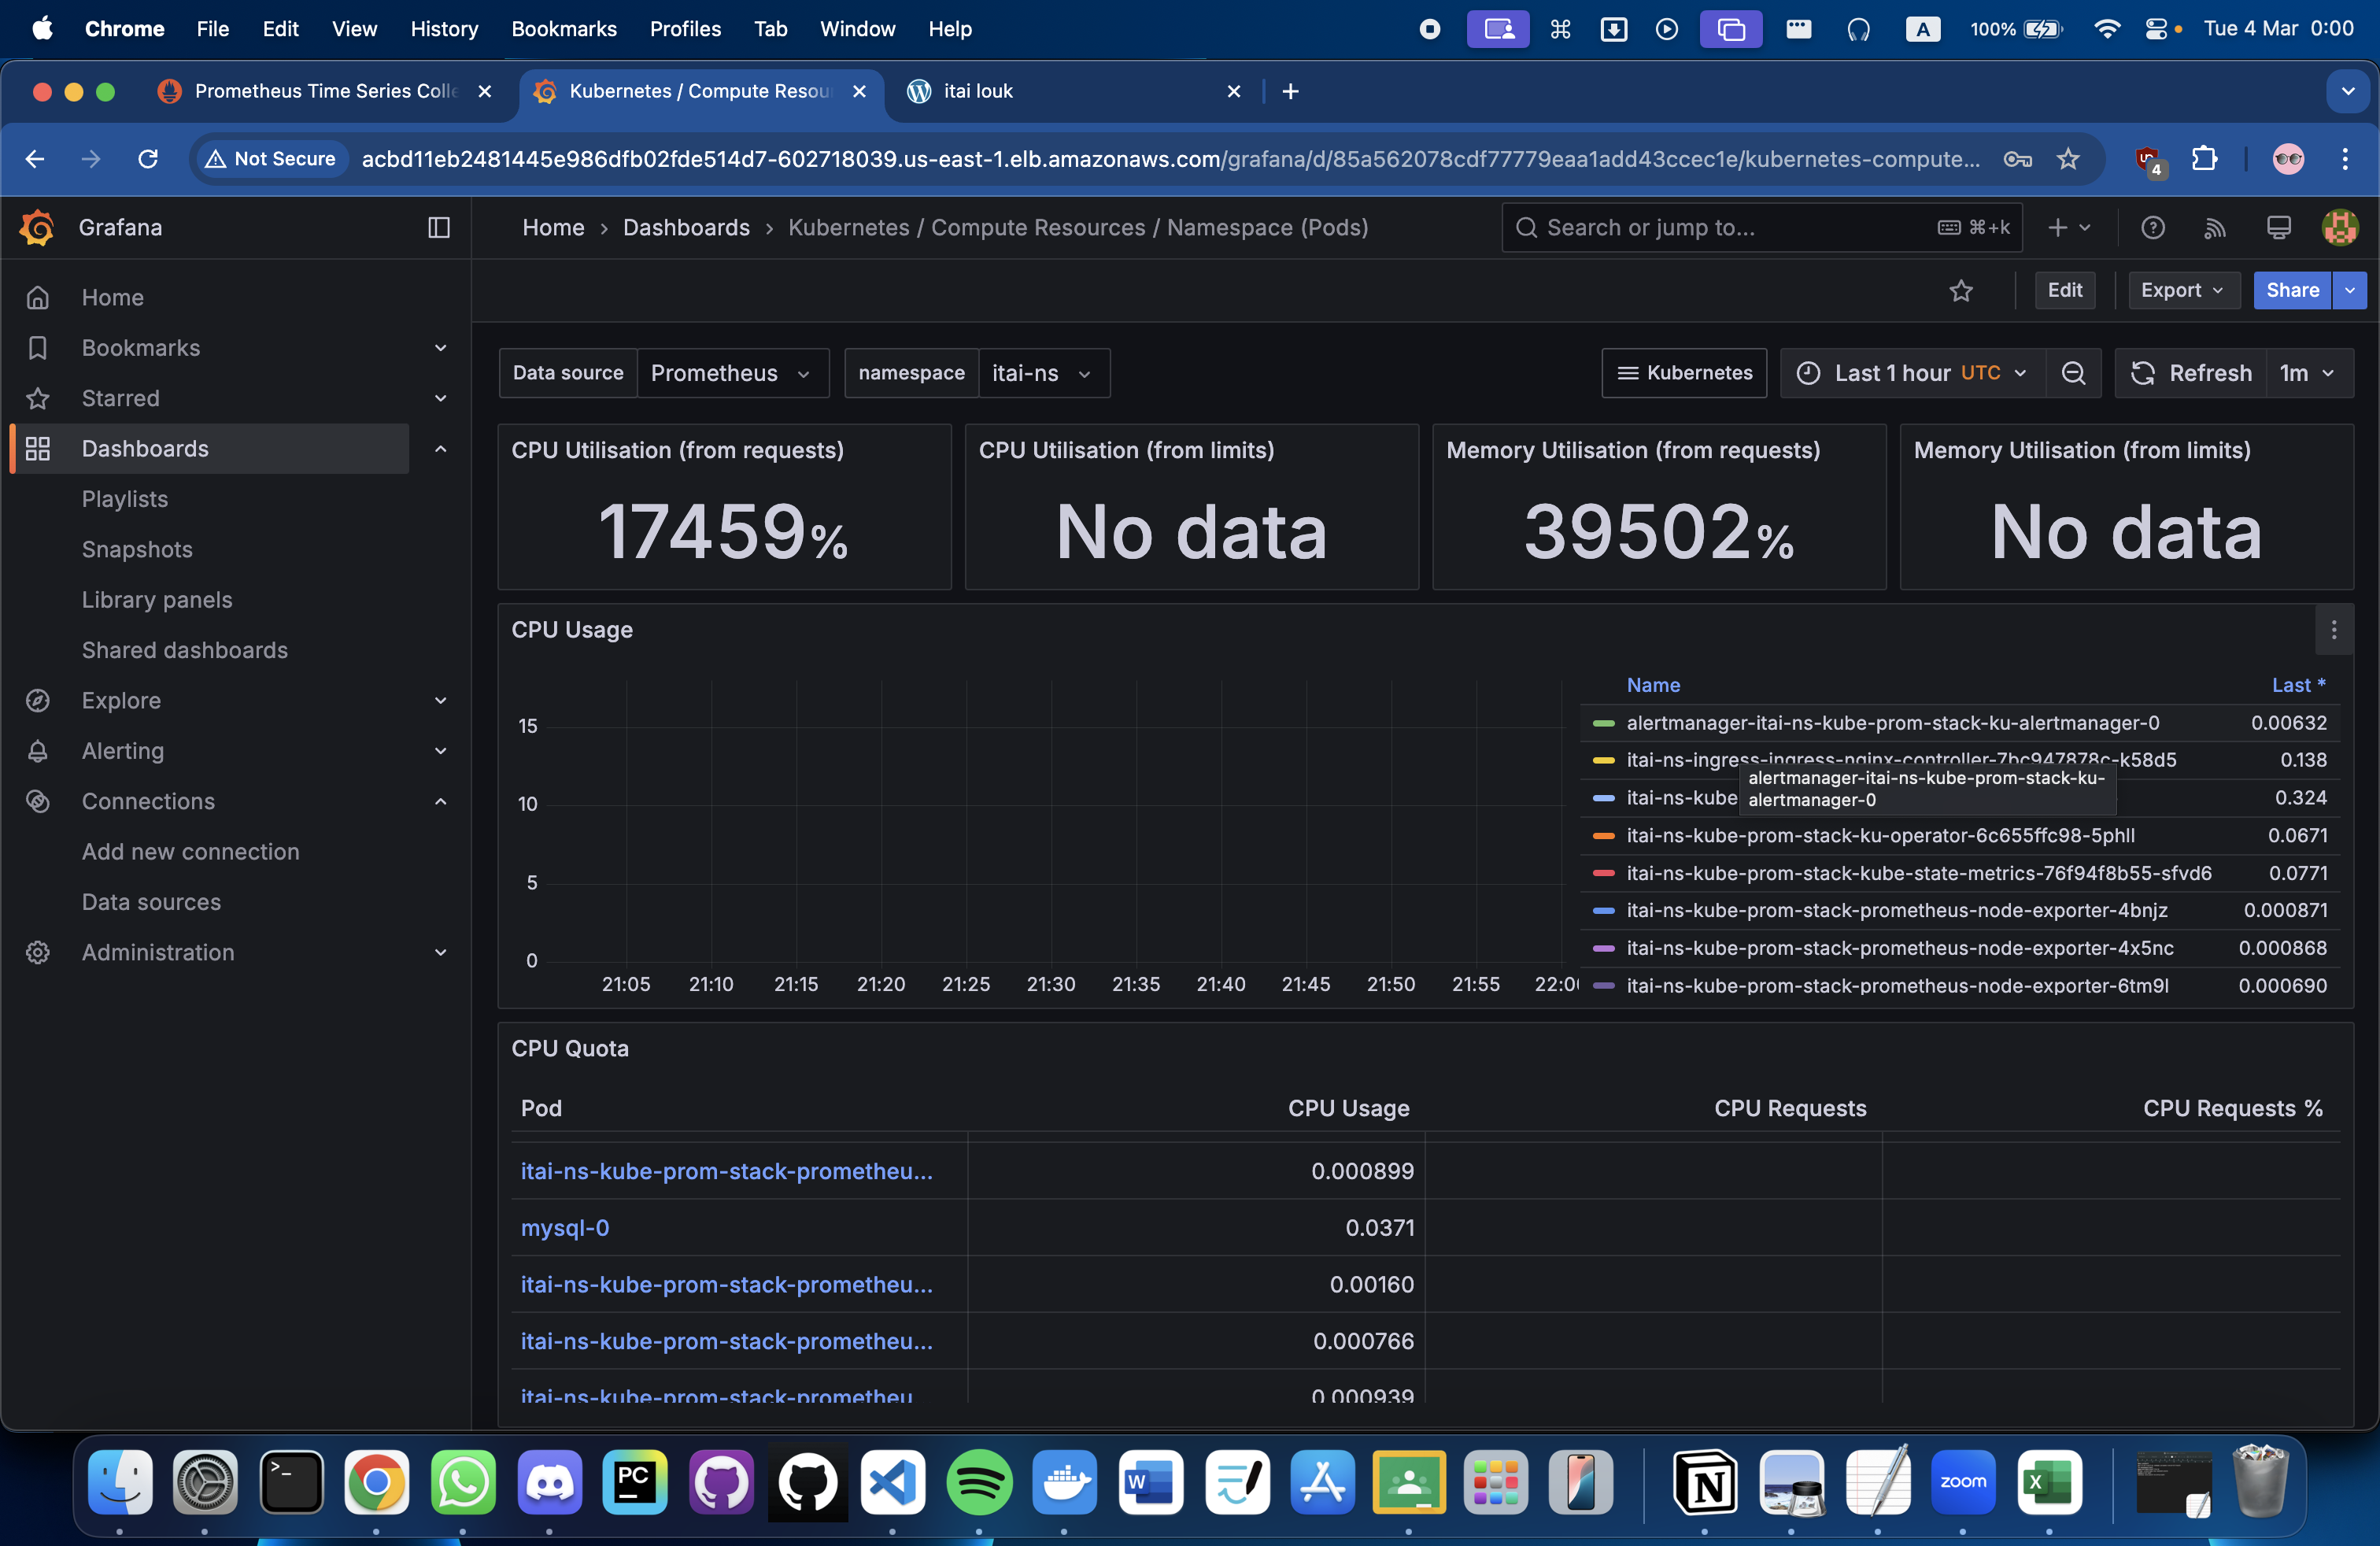 Chrome File Edit View History Bookmarks Profiles Tab Window Help A 100% Tue 4 Mar 0:00
Prometheus Time Series Colle
Kubernetes / Compute Resou
itai louk
Not Secure acbd11eb2481445e986dfb02fde514d7-602718039.us-east-1.elb.amazonaws.com/grafana/d/85a562078cdf77779eaa1add43ccec1e/kubernetes-compute... 4
Grafana
Home › Dashboards › Kubernetes / Compute Resources / Namespace (Pods)
Search or jump to... ⌘+k
Edit Export Share
Home
Bookmarks
Starred
Dashboards
Playlists
Snapshots
Library panels
Shared dashboards
Explore
Alerting
Connections
Add new connection
Data sources
Administration
Data source Prometheus namespace itai-ns
Kubernetes Last 1 hour UTC Refresh 1m
CPU Utilisation (from requests)
17459%
CPU Utilisation (from limits)
No data
Memory Utilisation (from requests)
39502%
Memory Utilisation (from limits)
No data
CPU Usage
15
10
5
0
21:05 21:10 21:15 21:20 21:25 21:30 21:35 21:40 21:45 21:50 21:55
Name Last *
alertmanager-itai-ns-kube-prom-stack-ku-alertmanager-0 0.00632
itai-ns-ingress-ingress-nginx-controller-7bc947878c-k58d5 0.138
itai-ns-kube 0.324
alertmanager-itai-ns-kube-prom-stack-ku-
alertmanager-0
itai-ns-kube-prom-stack-ku-operator-6c655ffc98-5phll 0.0671
itai-ns-kube-prom-stack-kube-state-metrics-76f94f8b55-sfvd6 0.0771
itai-ns-kube-prom-stack-prometheus-node-exporter-4bnjz 0.000871
itai-ns-kube-prom-stack-prometheus-node-exporter-4x5nc 0.000868
itai-ns-kube-prom-stack-prometheus-node-exporter-6tm9l 0.000690
CPU Quota
Pod CPU Usage CPU Requests CPU Requests %
itai-ns-kube-prom-stack-prometheu... 0.000899
mysql-0 0.0371
itai-ns-kube-prom-stack-prometheu... 0.00160
itai-ns-kube-prom-stack-prometheu... 0.000766
itai-ns-kube-prom-stack-prometheu 0.000939
PC
W
N
zoom
X